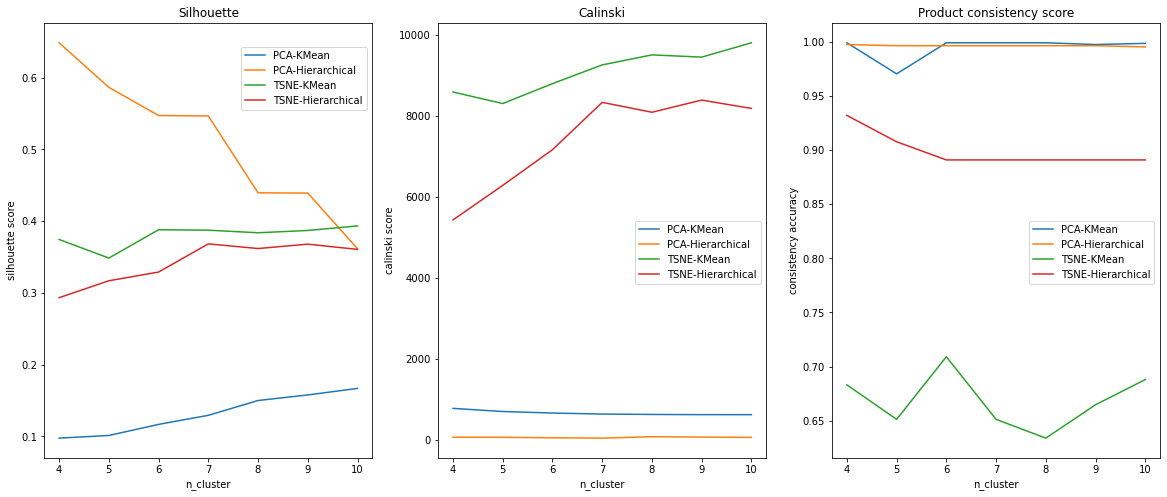 Silhouette
silhouette score
0.6
0.5
0.4
0.3
0.2
0.1
4 5 6 7 8 9 10
n_cluster
PCA-KMean
PCA-Hierarchical
TSNE-KMean
TSNE-Hierarchical
Calinski
calinski score
10000
8000
6000
4000
2000
0
4 5 6 7 8 9 10
n_cluster
PCA-KMean
PCA-Hierarchical
TSNE-KMean
TSNE-Hierarchical
Product consistency score
consistency accuracy
1.00
0.95
0.90
0.85
0.80
0.75
0.70
0.65
4 5 6 7 8 9 10
n_cluster
PCA-KMean
PCA-Hierarchical
TSNE-KMean
TSNE-Hierarchical